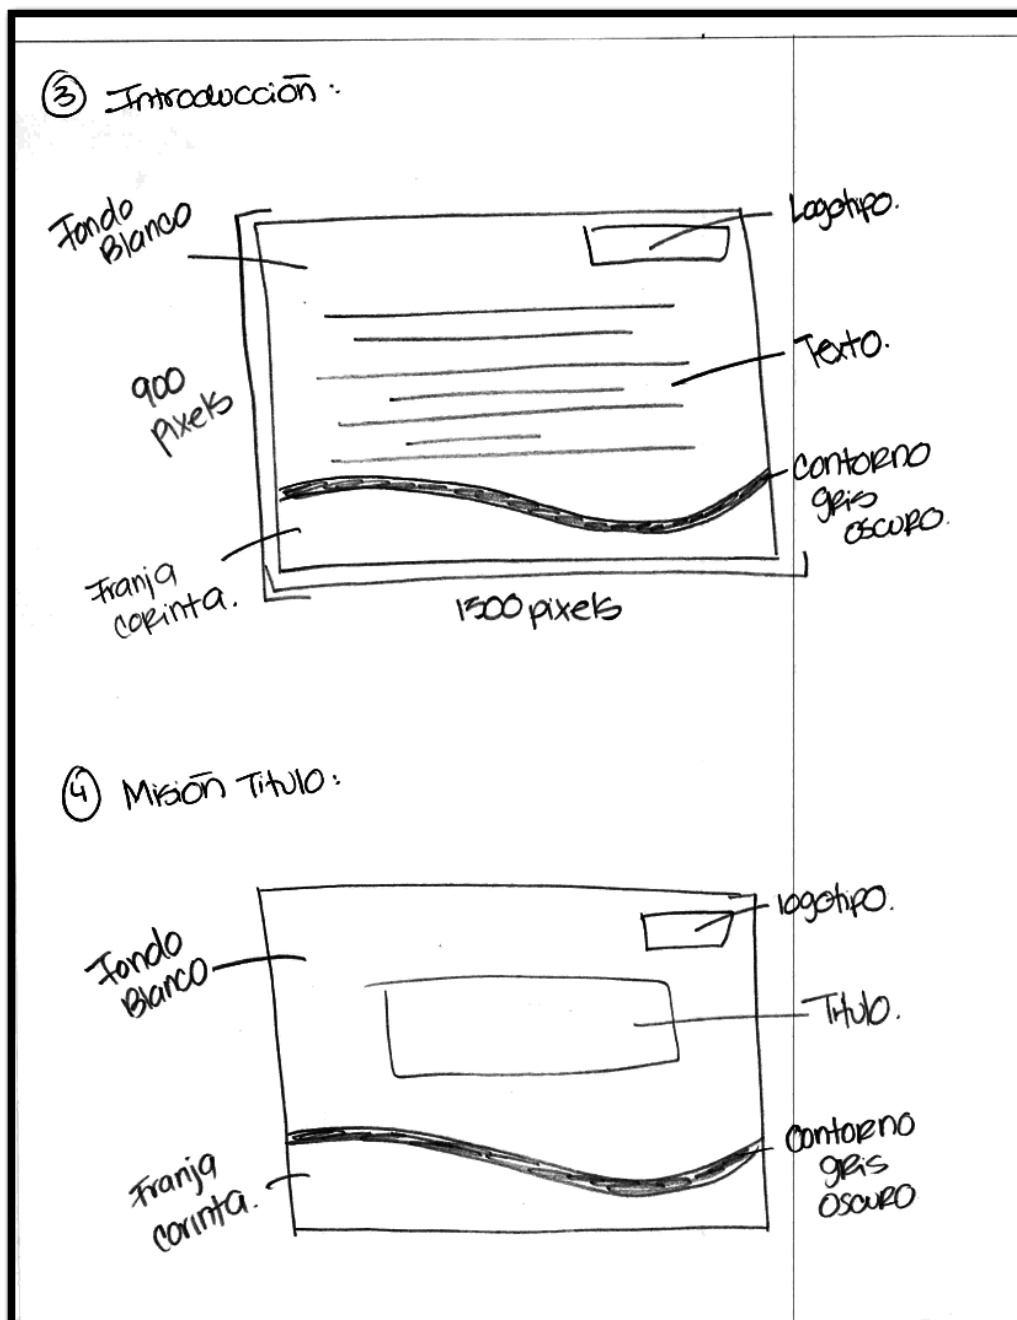 ③ Introducción:
Fondo
Blanco
Logotipo.
Texto.
900
pixels
contorno
gris
oscuro.
Franja
corinta.
1500 pixels
④ Misión Titulo:
Fondo
Blanco
logotipo.
Titulo.
contorno
gris
oscuro
Franja
corinta.